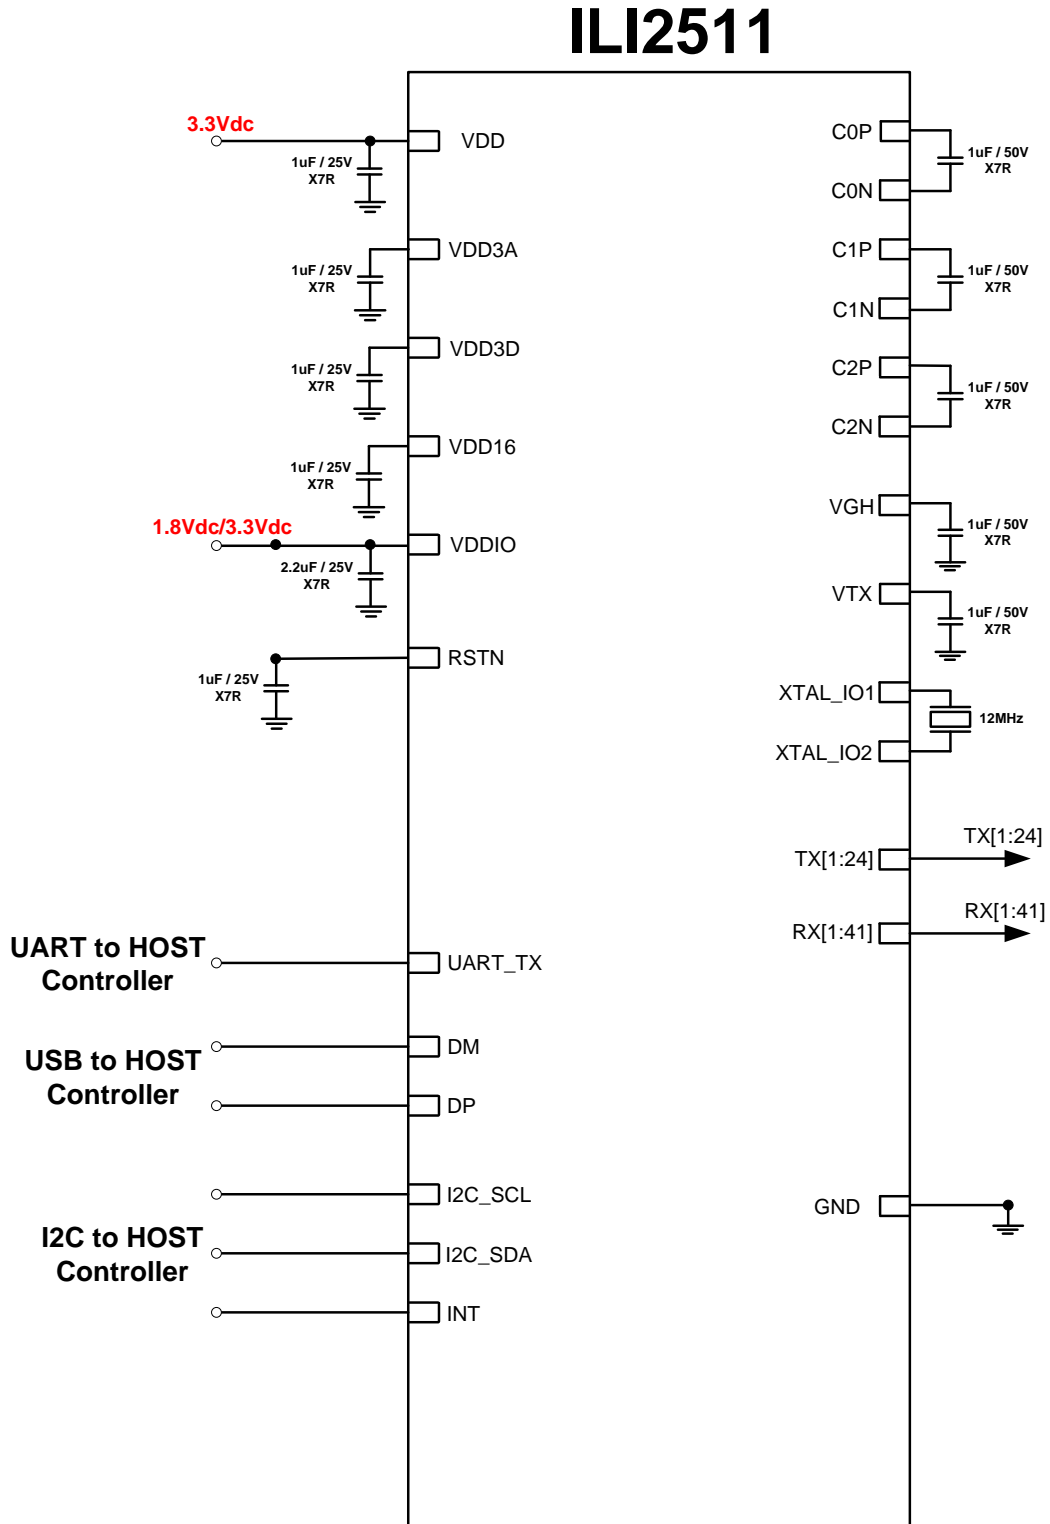 ILI2511
3.3Vdc
VDD
1uF / 25V
X7R
VDD3A
1uF / 25V
X7R
VDD3D
1uF / 25V
X7R
VDD16
1uF / 25V
X7R
1.8Vdc/3.3Vdc
VDDIO
2.2uF / 25V
X7R
RSTN
1uF / 25V
X7R
UART to HOST
Controller
UART_TX
USB to HOST
Controller
DM
DP
I2C to HOST
Controller
I2C_SCL
I2C_SDA
INT
C0P
1uF / 50V
X7R
C0N
C1P
1uF / 50V
X7R
C1N
C2P
1uF / 50V
X7R
C2N
VGH
1uF / 50V
X7R
VTX
1uF / 50V
X7R
XTAL_IO1
12MHz
XTAL_IO2
TX[1:24]
TX[1:24]
RX[1:41]
RX[1:41]
GND